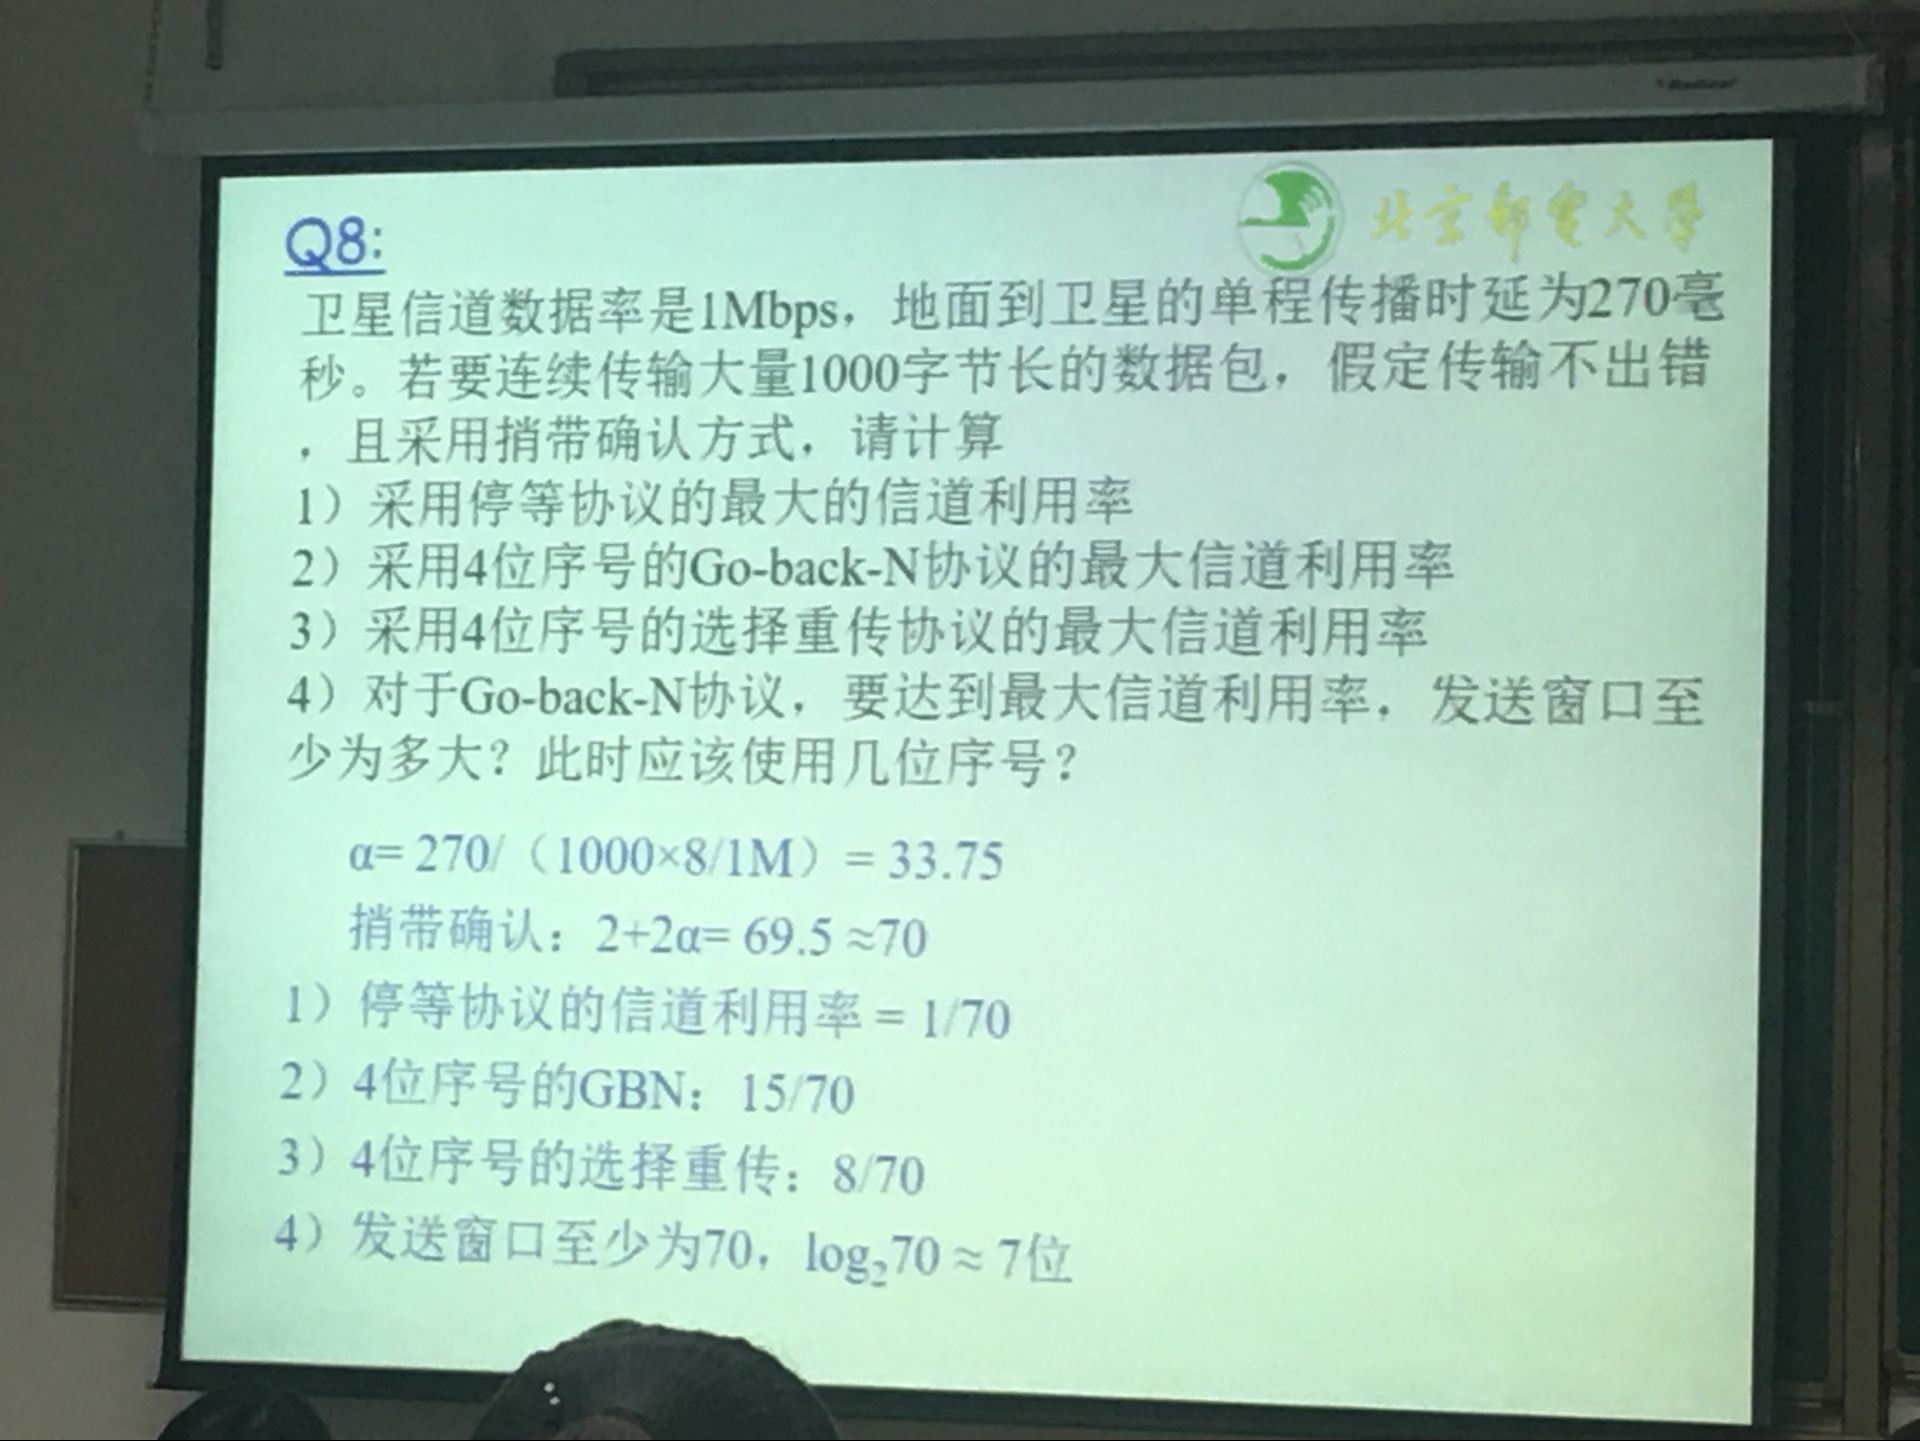 北京邮电大学
Q8:
卫星信道数据率是1Mbps，地面到卫星的单程传播时延为270毫
秒。若要连续传输大量1000字节长的数据包，假定传输不出错
，且采用捎带确认方式，请计算
1）采用停等协议的最大的信道利用率
2）采用4位序号的Go-back-N协议的最大信道利用率
3）采用4位序号的选择重传协议的最大信道利用率
4）对于Go-back-N协议，要达到最大信道利用率，发送窗口至
少为多大？此时应该使用几位序号？
α= 270/（1000×8/1M）= 33.75
捎带确认：2+2α= 69.5 ≈70
1）停等协议的信道利用率 = 1/70
2）4位序号的GBN：15/70
3）4位序号的选择重传：8/70
4）发送窗口至少为70，log₂70 ≈ 7位